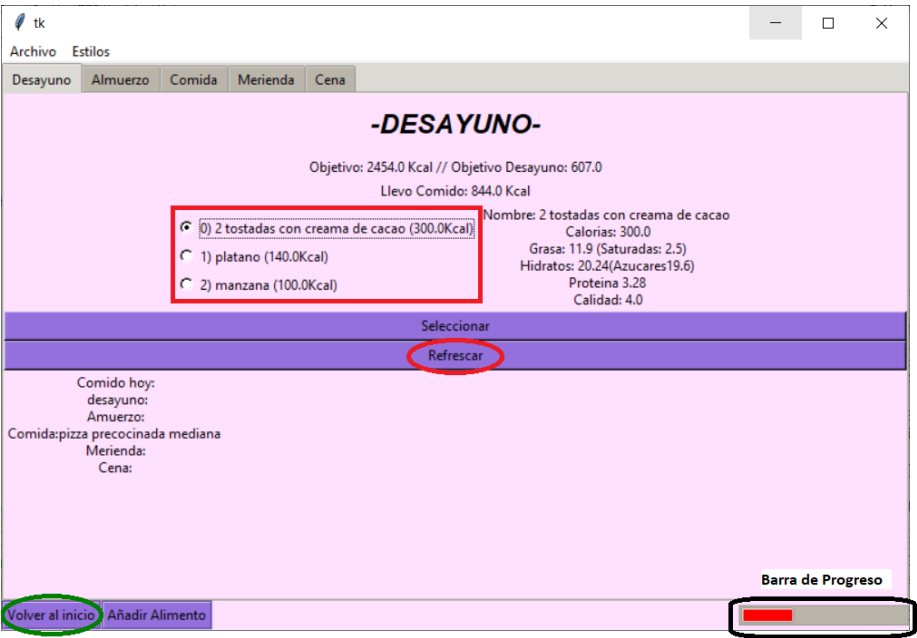 tk
Archivo Estilos
Desayuno Almuerzo Comida Merienda Cena
-DESAYUNO-
Objetivo: 2454.0 Kcal // Objetivo Desayuno: 607.0
Llevo Comido: 844.0 Kcal
0) 2 tostadas con creama de cacao (300.0Kcal)
1) platano (140.0Kcal)
2) manzana (100.0Kcal)
Nombre: 2 tostadas con creama de cacao
Calorias: 300.0
Grasa: 11.9 (Saturadas: 2.5)
Hidratos: 20.24(Azucares19.6)
Proteina 3.28
Calidad: 4.0
Seleccionar
Refrescar
Comido hoy:
desayuno:
Amuerzo:
Comida:pizza precocinada mediana
Merienda:
Cena:
Barra de Progreso
Volver al inicio Añadir Alimento